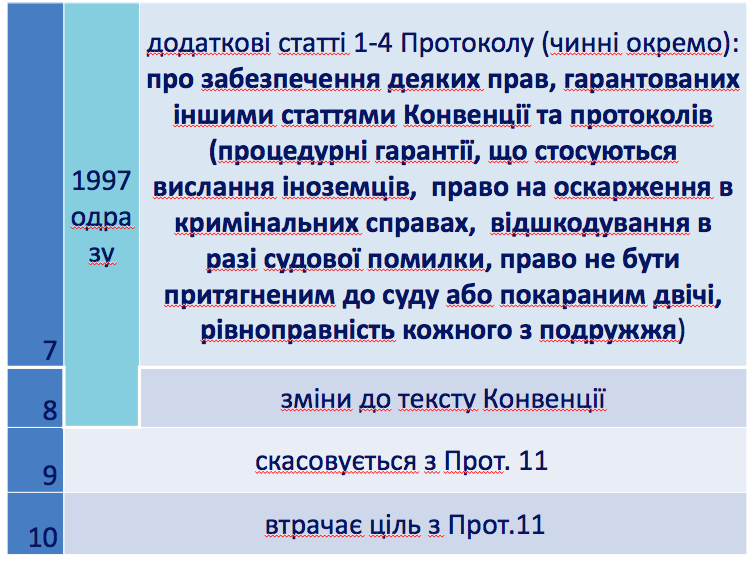 додаткові статті 1-4 Протоколу (чинні окремо):
про забезпечення деяких прав, гарантованих
іншими статтями Конвенції та протоколів
(процедурні гарантії, що стосуються
вислання іноземців, право на оскарження в
кримінальних справах, відшкодування в
разі судової помилки, право не бути
притягненим до суду або покараним двічі,
рівноправність кожного з подружжя)
1997
одра
зу
7
8
зміни до тексту Конвенції
9
скасовується з Прот. 11
10
втрачає ціль з Прот.11